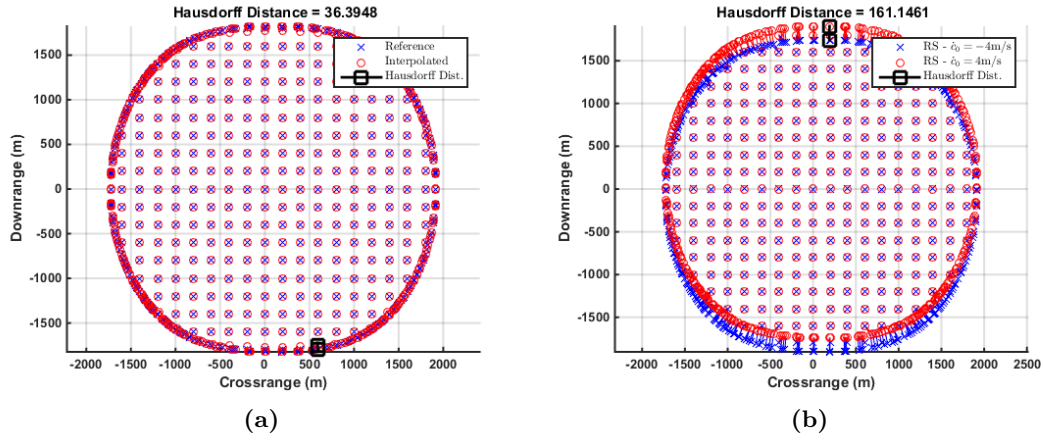 Hausdorff Distance = 36.3948
Reference
Interpolated
Hausdorff Dist.
Downrange (m)
1500
1000
500
0
-500
-1000
-1500
-2000 -1500 -1000 -500 0 500 1000 1500 2000
Crossrange (m)
(a)
Hausdorff Distance = 161.1461
RS - ċ₀ = −4m/s
RS - ċ₀ = 4m/s
Hausdorff Dist.
Downrange (m)
1500
1000
500
0
-500
-1000
-1500
-2000 -1500 -1000 -500 0 500 1000 1500 2000 2500
Crossrange (m)
(b)